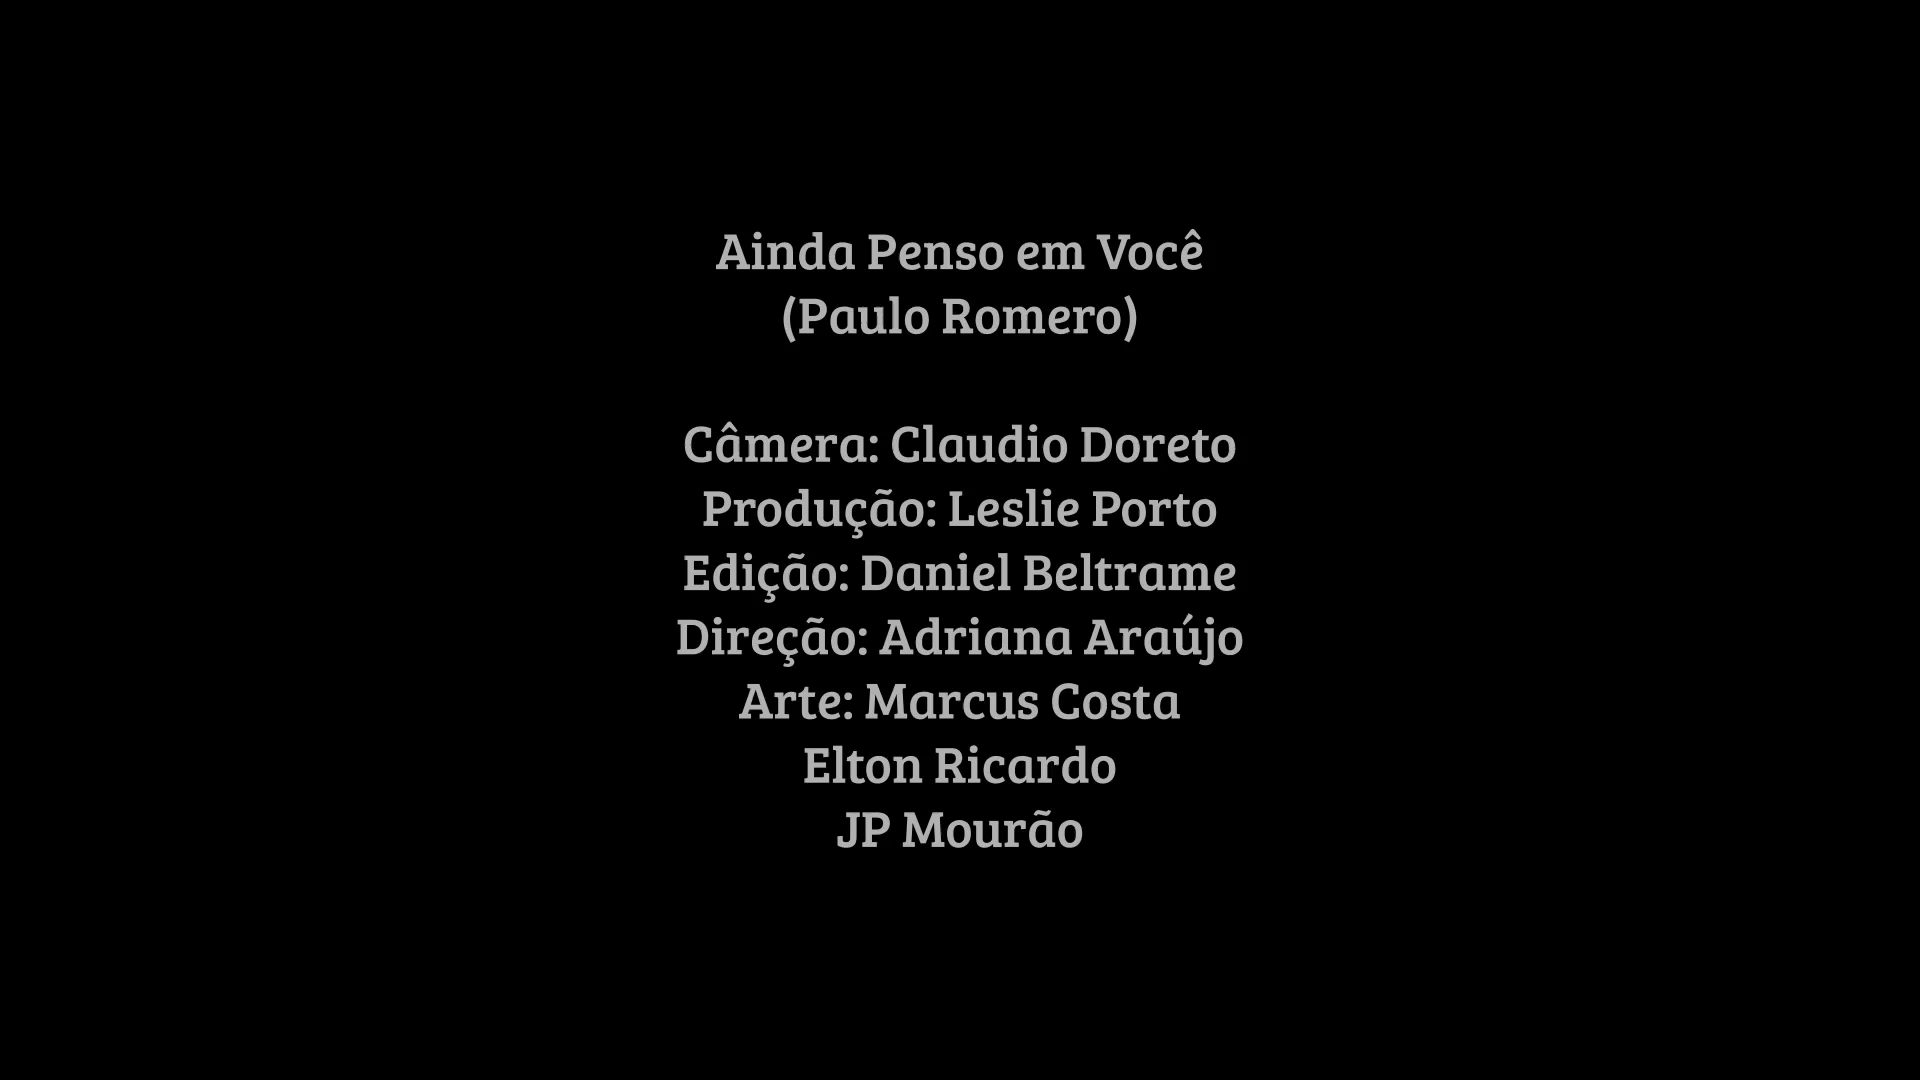 Ainda Penso em Você
(Paulo Romero)
Câmera: Claudio Doreto
Produção: Leslie Porto
Edição: Daniel Beltrame
Direção: Adriana Araújo
Arte: Marcus Costa
Elton Ricardo
JP Mourão